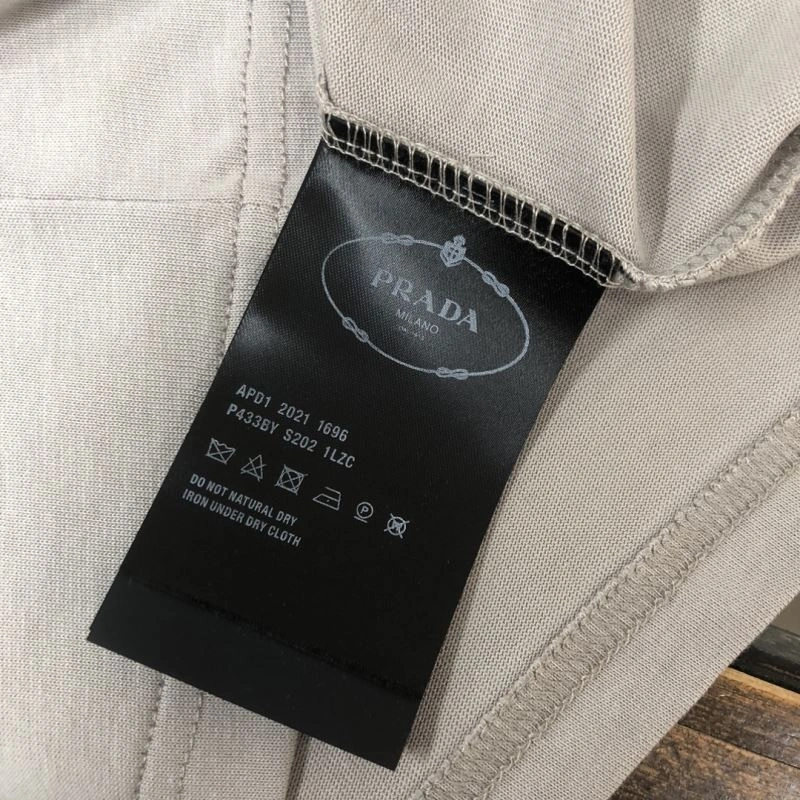 PRADA
MILANO
APD1 2021 1696
P433BY S202 1LZC
P
DO NOT NATURAL DRY
IRON UNDER DRY CLOTH